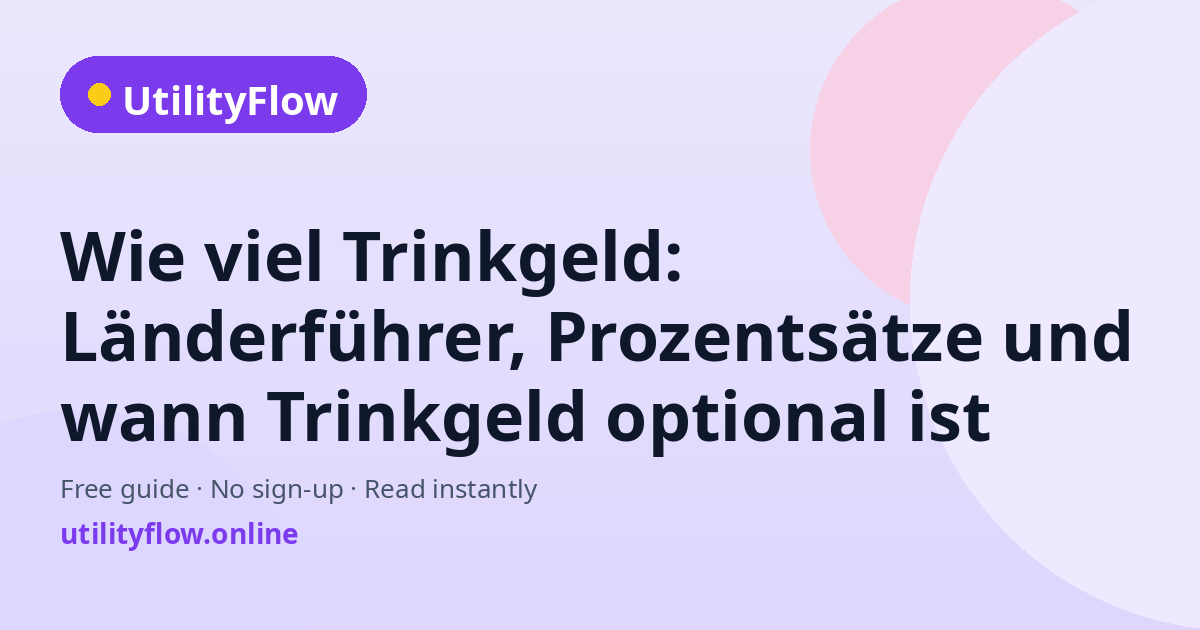 UtilityFlow
Wie viel Trinkgeld:
Länderführer, Prozentsätze und
wann Trinkgeld optional ist
Free guide · No sign-up · Read instantly
utilityflow.online